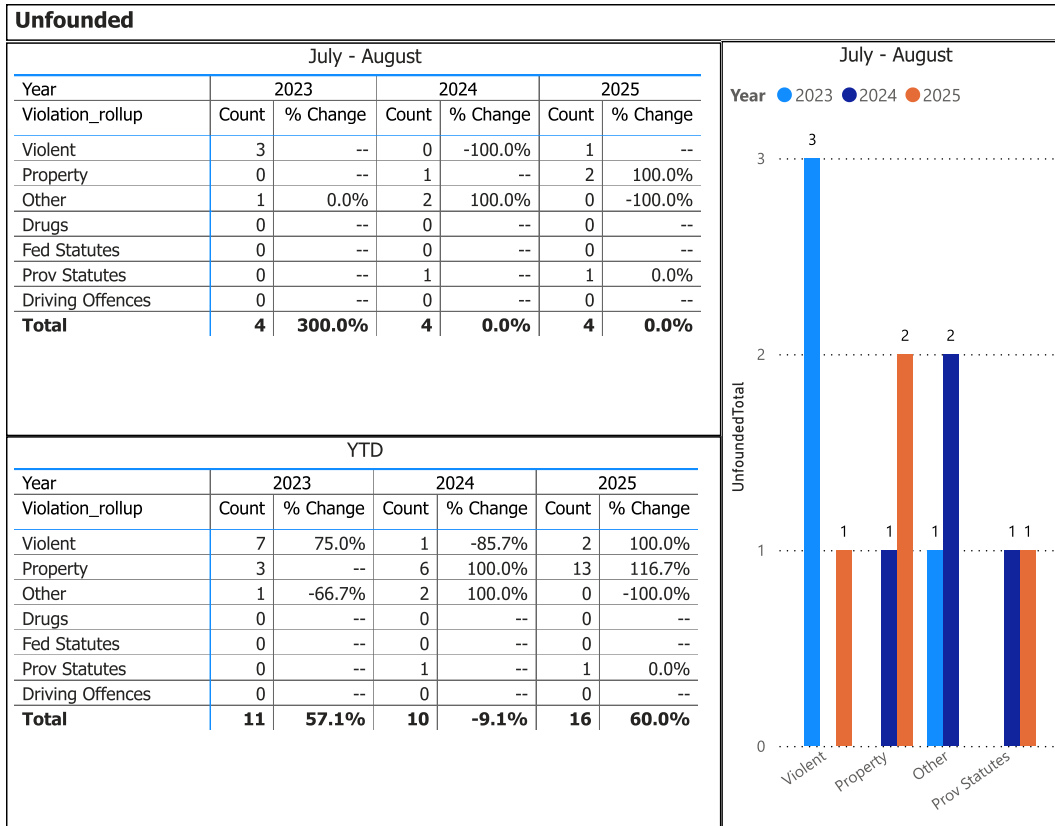 Unfounded
July - August
Year 2023 2024 2025
Violation_rollup Count % Change Count % Change Count % Change
Violent 3 -- 0 -100.0% 1 --
Property 0 -- 1 -- 2 100.0%
Other 1 0.0% 2 100.0% 0 -100.0%
Drugs 0 -- 0 -- 0 --
Fed Statutes 0 -- 0 -- 0 --
Prov Statutes 0 -- 1 -- 1 0.0%
Driving Offences 0 -- 0 -- 0 --
Total 4 300.0% 4 0.0% 4 0.0%
YTD
Year 2023 2024 2025
Violation_rollup Count % Change Count % Change Count % Change
Violent 7 75.0% 1 -85.7% 2 100.0%
Property 3 -- 6 100.0% 13 116.7%
Other 1 -66.7% 2 100.0% 0 -100.0%
Drugs 0 -- 0 -- 0 --
Fed Statutes 0 -- 0 -- 0 --
Prov Statutes 0 -- 1 -- 1 0.0%
Driving Offences 0 -- 0 -- 0 --
Total 11 57.1% 10 -9.1% 16 60.0%
July - August
Year 2023 2024 2025
3
3
2 2
2
UnfoundedTotal
1 1 1 1 1
1
0
Violent Property Other Prov Statutes